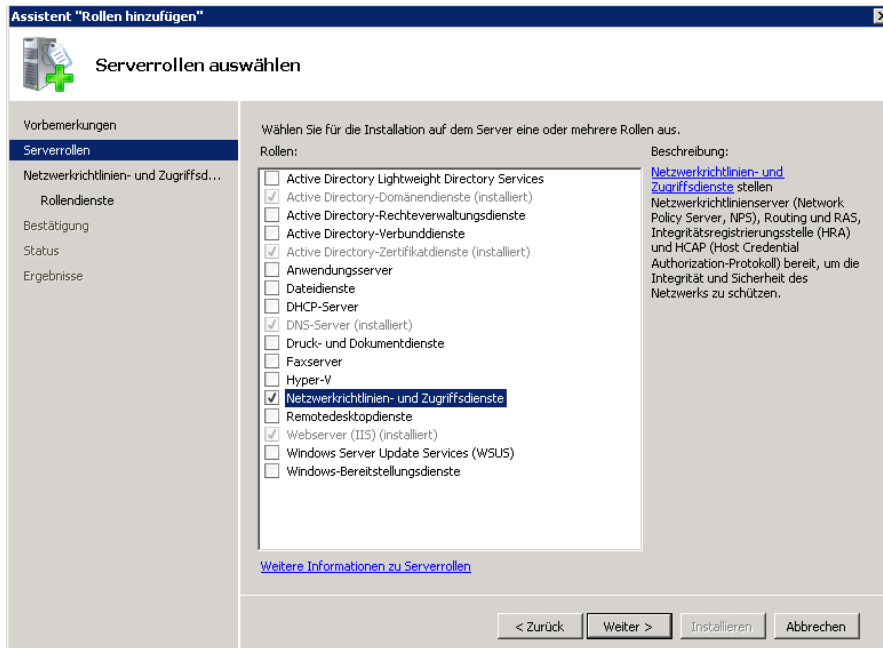 Assistent "Rollen hinzufügen"
Serverrollen auswählen
Vorbemerkungen
Serverrollen
Netzwerkrichtlinien- und Zugriffsd...
Rollendienste
Bestätigung
Status
Ergebnisse
Wählen Sie für die Installation auf dem Server eine oder mehrere Rollen aus.
Rollen:
Active Directory Lightweight Directory Services
Active Directory-Domänendienste (installiert)
Active Directory-Rechteverwaltungsdienste
Active Directory-Verbunddienste
Active Directory-Zertifikatdienste (installiert)
Anwendungsserver
Dateidienste
DHCP-Server
DNS-Server (installiert)
Druck- und Dokumentdienste
Faxserver
Hyper-V
Netzwerkrichtlinien- und Zugriffsdienste
Remotedesktopdienste
Webserver (IIS) (installiert)
Windows Server Update Services (WSUS)
Windows-Bereitstellungsdienste
Weitere Informationen zu Serverrollen
Beschreibung:
Netzwerkrichtlinien- und
Zugriffsdienste stellen
Netzwerkrichtlinienserver (Network
Policy Server, NPS), Routing und RAS,
Integritätsregistrierungsstelle (HRA)
und HCAP (Host Credential
Authorization-Protokoll) bereit, um die
Integrität und Sicherheit des
Netzwerks zu schützen.
< Zurück
Weiter >
Installieren
Abbrechen